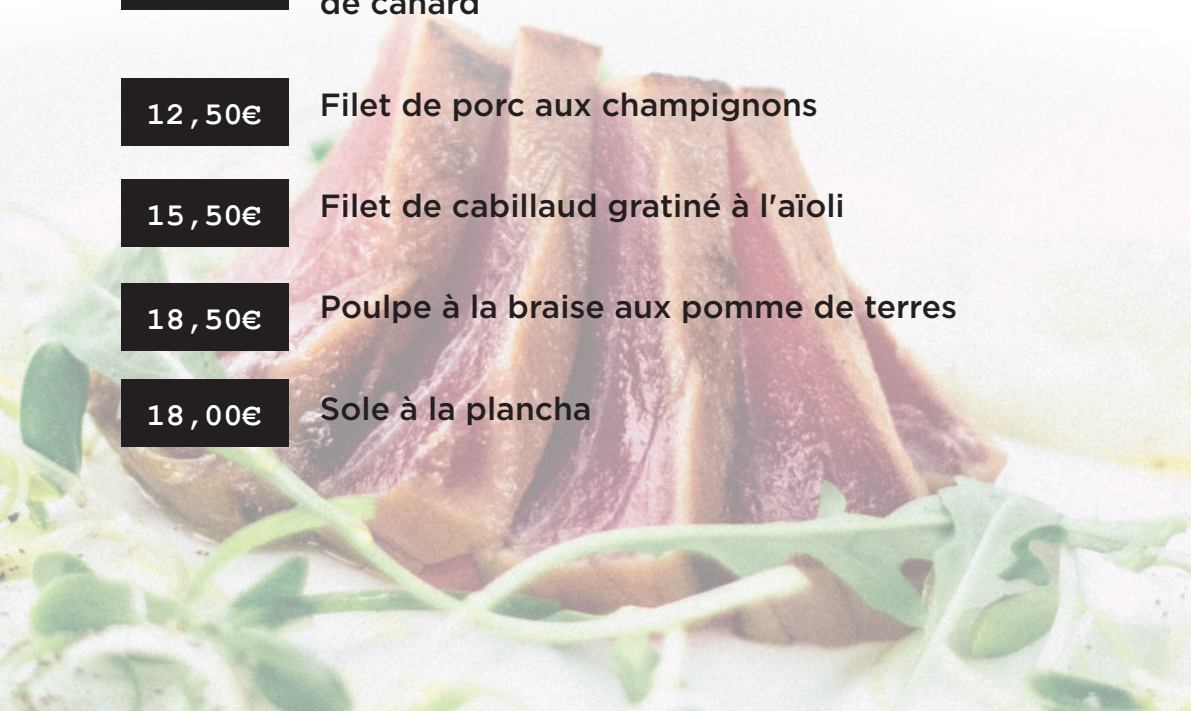 de canard
12,50€ Filet de porc aux champignons
15,50€ Filet de cabillaud gratiné à l'aïoli
18,50€ Poulpe à la braise aux pomme de terres
18,00€ Sole à la plancha